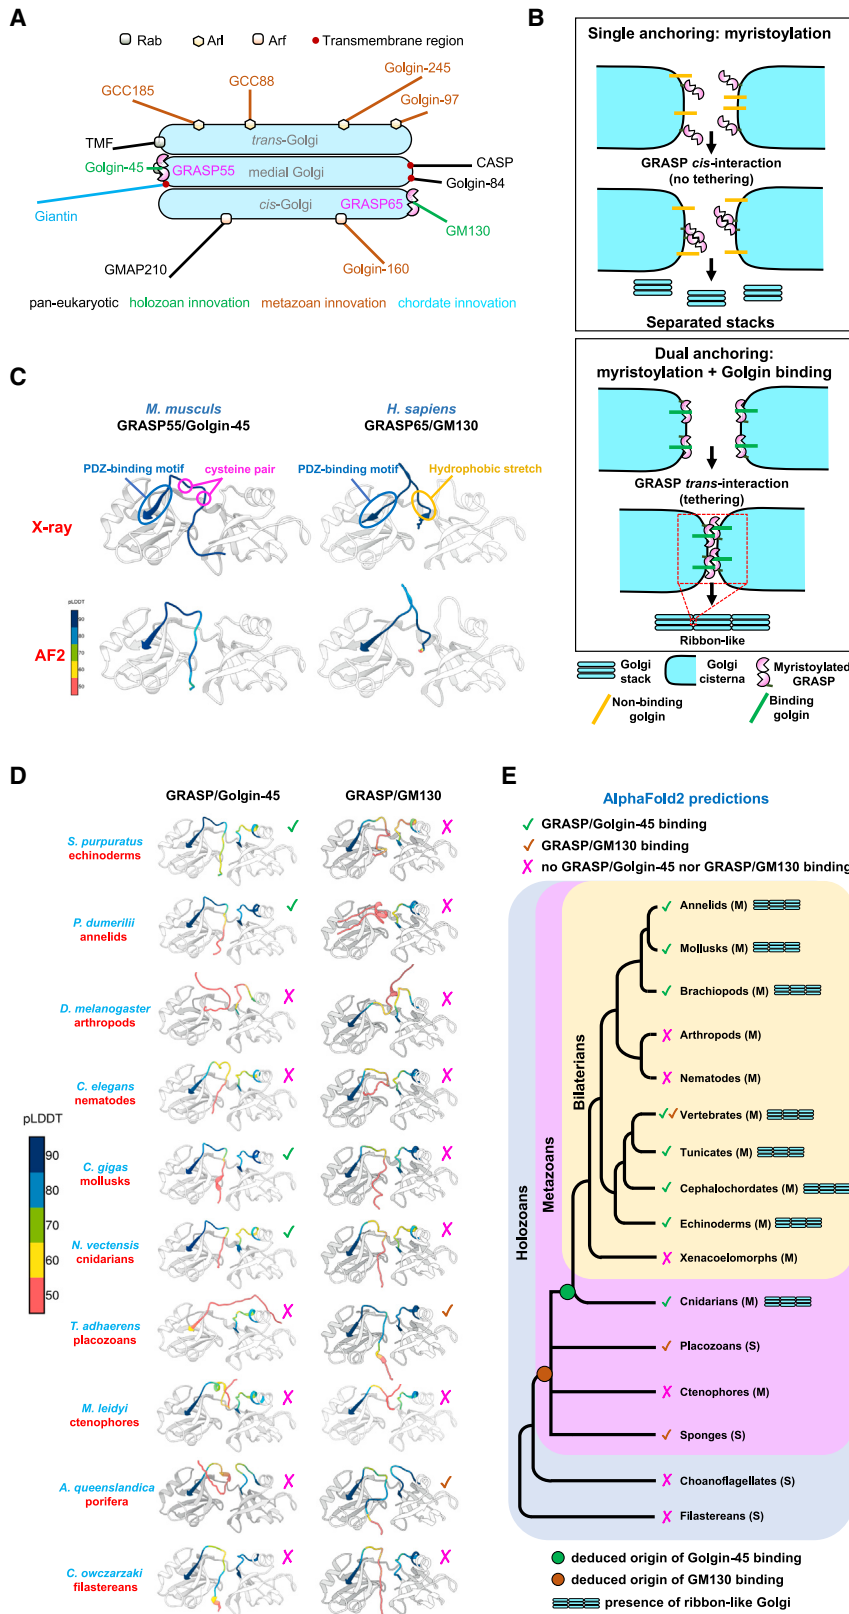 A
Rab
Arl
Arf
Transmembrane region
GCC185
GCC88
Golgin-245
Golgin-97
TMF
trans-Golgi
Golgin-45
GRASP55
medial Golgi
CASP
Golgin-84
Giantin
cis-Golgi
GRASP65
GM130
GMAP210
Golgin-160
pan-eukaryotic holozoan innovation metazoan innovation chordate innovation
B
Single anchoring: myristoylation
GRASP cis-interaction
(no tethering)
Separated stacks
Dual anchoring:
myristoylation + Golgin binding
GRASP trans-interaction
(tethering)
Ribbon-like
Golgi
stack
Golgi
cisterna
Myristoylated
GRASP
Non-binding
golgin
Binding
golgin
C
M. musculs
GRASP55/Golgin-45
H. sapiens
GRASP65/GM130
PDZ-binding motif
cysteine pair
PDZ-binding motif
Hydrophobic stretch
X-ray
pLDDT
90
80
70
60
50
AF2
D
GRASP/Golgin-45
GRASP/GM130
S. purpuratus
echinoderms
P. dumerilii
annelids
D. melanogaster
arthropods
C. elegans
nematodes
C. gigas
mollusks
N. vectensis
cnidarians
T. adhaerens
placozoans
M. leidyi
ctenophores
A. queenslandica
porifera
C. owczarzaki
filastereans
pLDDT
90
80
70
60
50
E
AlphaFold2 predictions
GRASP/Golgin-45 binding
GRASP/GM130 binding
no GRASP/Golgin-45 nor GRASP/GM130 binding
Holozoans
Metazoans
Bilaterians
Annelids (M)
Mollusks (M)
Brachiopods (M)
Arthropods (M)
Nematodes (M)
Vertebrates (M)
Tunicates (M)
Cephalochordates (M)
Echinoderms (M)
Xenacoelomorphs (M)
Cnidarians (M)
Placozoans (S)
Ctenophores (M)
Sponges (S)
Choanoflagellates (S)
Filastereans (S)
deduced origin of Golgin-45 binding
deduced origin of GM130 binding
presence of ribbon-like Golgi